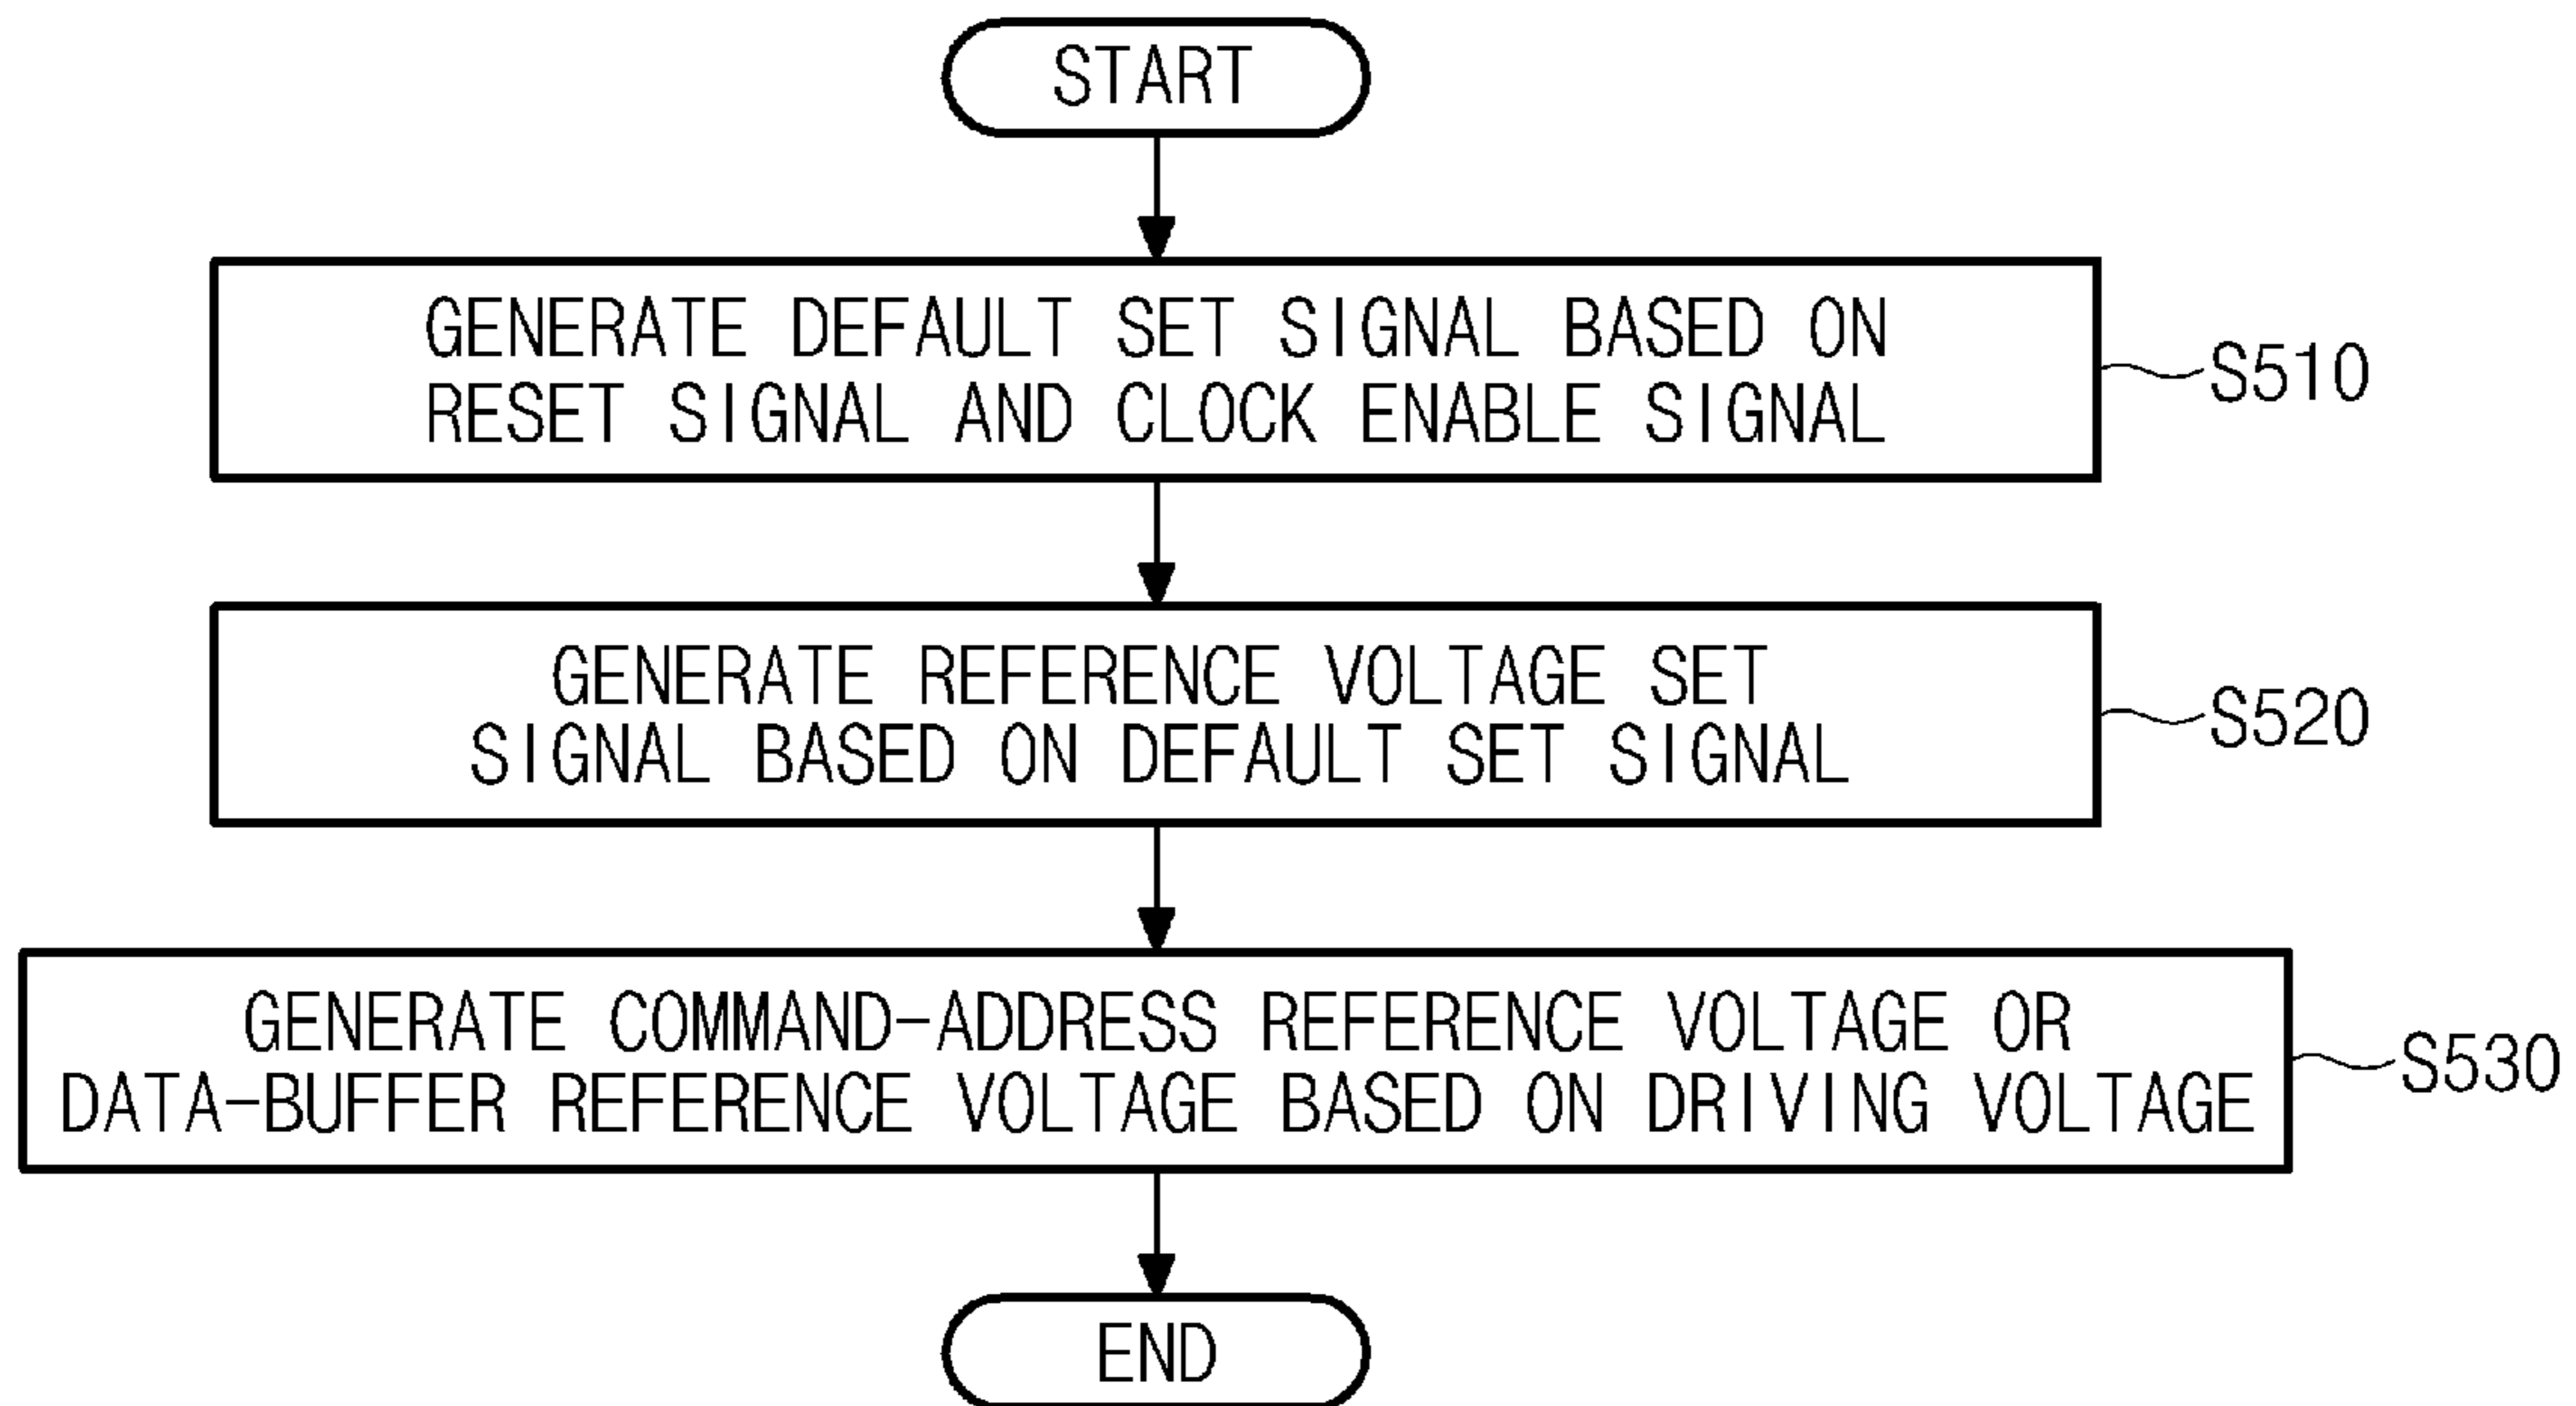 START
GENERATE DEFAULT SET SIGNAL BASED ON
RESET SIGNAL AND CLOCK ENABLE SIGNAL
S510
GENERATE REFERENCE VOLTAGE SET
SIGNAL BASED ON DEFAULT SET SIGNAL
S520
GENERATE COMMAND-ADDRESS REFERENCE VOLTAGE OR
DATA-BUFFER REFERENCE VOLTAGE BASED ON DRIVING VOLTAGE
S530
END